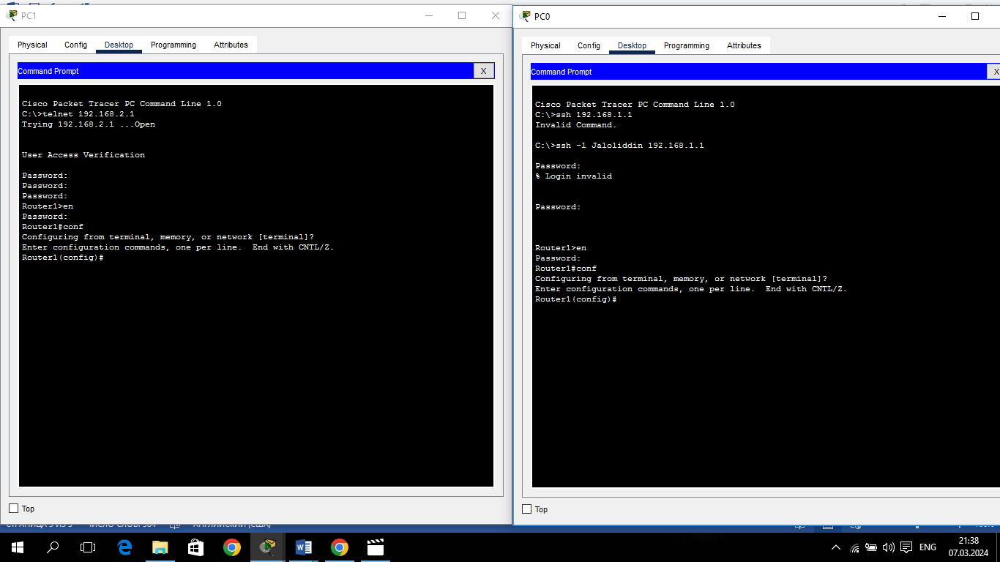 PC1
Physical Config Desktop Programming Attributes
Command Prompt
X
Cisco Packet Tracer PC Command Line 1.0
C:\>telnet 192.168.2.1
Trying 192.168.2.1 ...Open
User Access Verification
Password:
Password:
Password:
Router1>en
Password:
Router1#conf
Configuring from terminal, memory, or network [terminal]?
Enter configuration commands, one per line.  End with CNTL/Z.
Router1(config)#
Top
PC0
Physical Config Desktop Programming Attributes
Command Prompt
X
Cisco Packet Tracer PC Command Line 1.0
C:\>ssh 192.168.1.1
Invalid Command.
C:\>ssh -l Jaloliddin 192.168.1.1
Password:
% Login invalid
Password:
Router1>en
Password:
Router1#conf
Configuring from terminal, memory, or network [terminal]?
Enter configuration commands, one per line.  End with CNTL/Z.
Router1(config)#
Top
ENG
21:38
07.03.2024